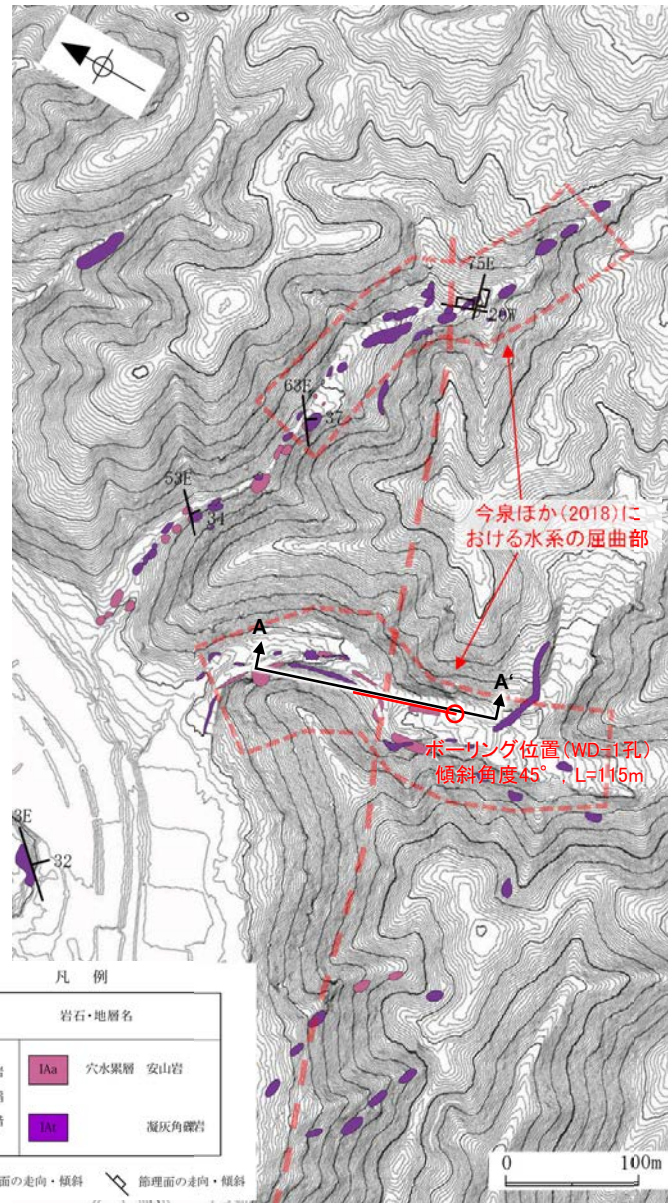 75E
20W
63E
37
53E
34
今泉ほか(2018)に
おける水系の屈曲部
A
A'
ボーリング位置(WD-1孔)
傾斜角度45°, L=115m
3E
32
凡 例
岩石・地層名
IAa 穴水累層 安山岩
IAt 凝灰角礫岩
面の走向・傾斜 節理面の走向・傾斜
0 100m